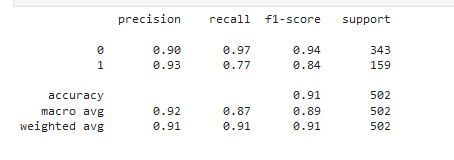 precision recall f1-score support
0 0.90 0.97 0.94 343
1 0.93 0.77 0.84 159
accuracy 0.91 502
macro avg 0.92 0.87 0.89 502
weighted avg 0.91 0.91 0.91 502